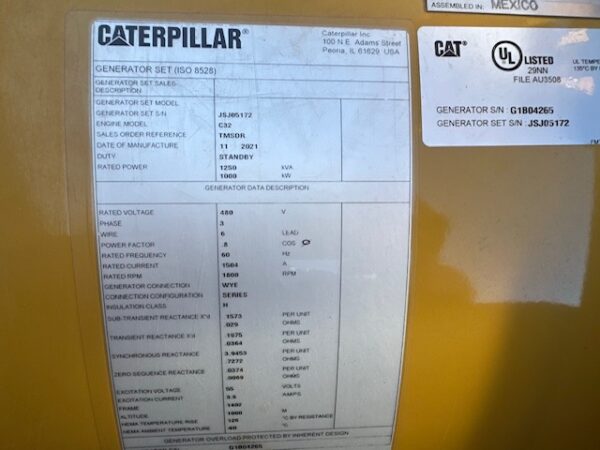 ASSEMBLED IN: MEXICO
CATERPILLAR®
Caterpillar Inc.
100 N E. Adams Street
Peoria, IL 61629 USA
GENERATOR SET (ISO 8528)
GENERATOR SET SALES
DESCRIPTION
GENERATOR SET MODEL
GENERATOR SET S/N JSJ05172
ENGINE MODEL C32
SALES ORDER REFERENCE TMSDR
DATE OF MANUFACTURE 11 2021
DUTY STANDBY
RATED POWER 1250 kVA
1000 kW
GENERATOR DATA DESCRIPTION
RATED VOLTAGE 480 V
PHASE 3
WIRE 6 LEAD
POWER FACTOR .8 COS Ø
RATED FREQUENCY 60 Hz
RATED CURRENT 1504 A
RATED RPM 1800 RPM
GENERATOR CONNECTION WYE
CONNECTION CONFIGURATION SERIES
INSULATION CLASS H
SUB-TRANSIENT REACTANCE X"d .1573 PER UNIT
.029 OHMS
TRANSIENT REACTANCE X'd .1975 PER UNIT
.0364 OHMS
SYNCHRONOUS REACTANCE 3.9453 PER UNIT
.7272 OHMS
ZERO SEQUENCE REACTANCE .0374 PER UNIT
.0069 OHMS
EXCITATION VOLTAGE VOLTS
EXCITATION CURRENT AMPS
FRAME 1402
ALTITUDE 1000 M
HEMA TEMPERATURE, RISE °C BY RESISTANCE
HEMA AMBIENT TEMPERATURE 40 °C
GENERATOR OVERLOAD PROTECTED BY INHERENT DESIGN
G1B04265
CAT®
UL LISTED
29NN
FILE AU3508
UL TEMPE
GENERATOR S/N : G1B04265
GENERATOR SET S/N : JSJ05172